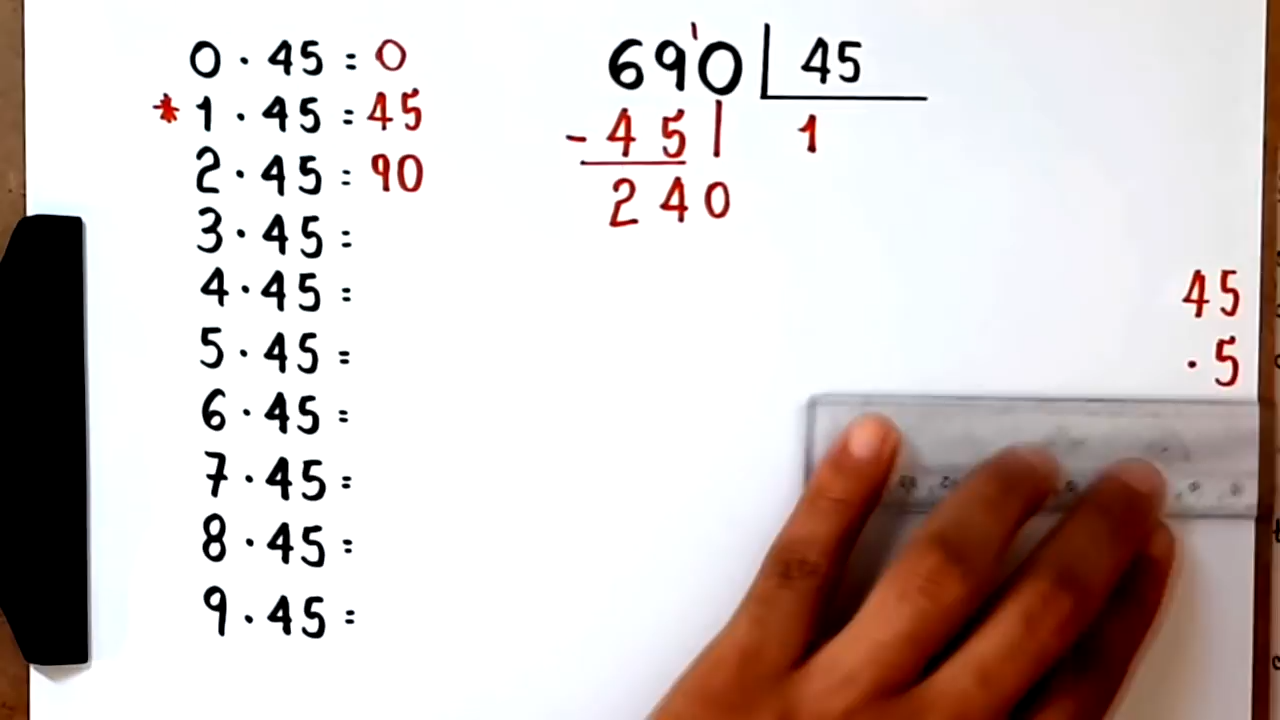 0 · 45 = 0
* 1 · 45 = 45
2 · 45 = 90
3 · 45 =
4 · 45 =
5 · 45 =
6 · 45 =
7 · 45 =
8 · 45 =
9 · 45 =
690 | 45
- 45 | 1
240
45
· 5